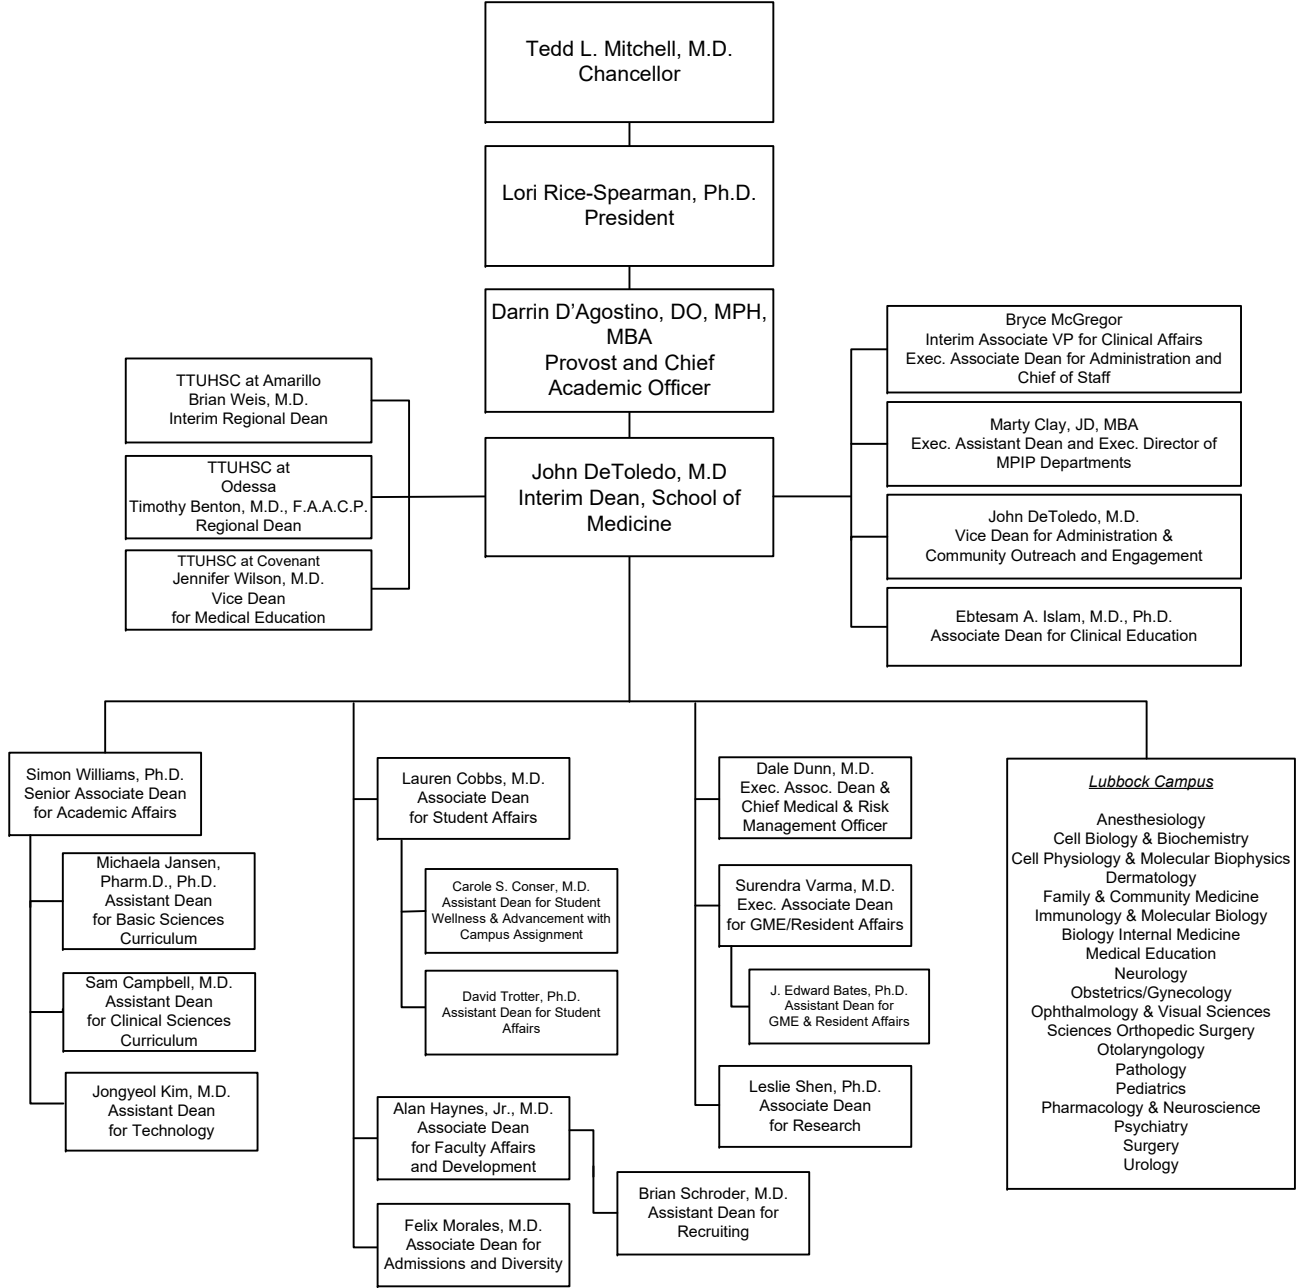 Tedd L. Mitchell, M.D.
Chancellor
Lori Rice-Spearman, Ph.D.
President
Darrin D’Agostino, DO, MPH,
MBA
Provost and Chief
Academic Officer
TTUHSC at Amarillo
Brian Weis, M.D.
Interim Regional Dean
TTUHSC at
Odessa
Timothy Benton, M.D., F.A.A.C.P.
Regional Dean
TTUHSC at Covenant
Jennifer Wilson, M.D.
Vice Dean
for Medical Education
John DeToledo, M.D
Interim Dean, School of
Medicine
Bryce McGregor
Interim Associate VP for Clinical Affairs
Exec. Associate Dean for Administration and
Chief of Staff
Marty Clay, JD, MBA
Exec. Assistant Dean and Exec. Director of
MPIP Departments
John DeToledo, M.D.
Vice Dean for Administration &
Community Outreach and Engagement
Ebtesam A. Islam, M.D., Ph.D.
Associate Dean for Clinical Education
Simon Williams, Ph.D.
Senior Associate Dean
for Academic Affairs
Michaela Jansen,
Pharm.D., Ph.D.
Assistant Dean
for Basic Sciences
Curriculum
Sam Campbell, M.D.
Assistant Dean
for Clinical Sciences
Curriculum
Jongyeol Kim, M.D.
Assistant Dean
for Technology
Lauren Cobbs, M.D.
Associate Dean
for Student Affairs
Carole S. Conser, M.D.
Assistant Dean for Student
Wellness & Advancement with
Campus Assignment
David Trotter, Ph.D.
Assistant Dean for Student
Affairs
Alan Haynes, Jr., M.D.
Associate Dean
for Faculty Affairs
and Development
Brian Schroder, M.D.
Assistant Dean for
Recruiting
Felix Morales, M.D.
Associate Dean for
Admissions and Diversity
Dale Dunn, M.D.
Exec. Assoc. Dean &
Chief Medical & Risk
Management Officer
Surendra Varma, M.D.
Exec. Associate Dean
for GME/Resident Affairs
J. Edward Bates, Ph.D.
Assistant Dean for
GME & Resident Affairs
Leslie Shen, Ph.D.
Associate Dean
for Research
Lubbock Campus
Anesthesiology
Cell Biology & Biochemistry
Cell Physiology & Molecular Biophysics
Dermatology
Family & Community Medicine
Immunology & Molecular Biology
Biology Internal Medicine
Medical Education
Neurology
Obstetrics/Gynecology
Ophthalmology & Visual Sciences
Sciences Orthopedic Surgery
Otolaryngology
Pathology
Pediatrics
Pharmacology & Neuroscience
Psychiatry
Surgery
Urology